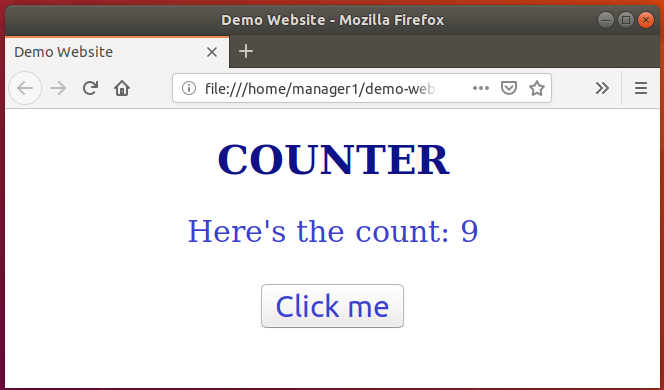 Demo Website - Mozilla Firefox
Demo Website
file:///home/manager1/demo-web
COUNTER
Here's the count: 9
Click me